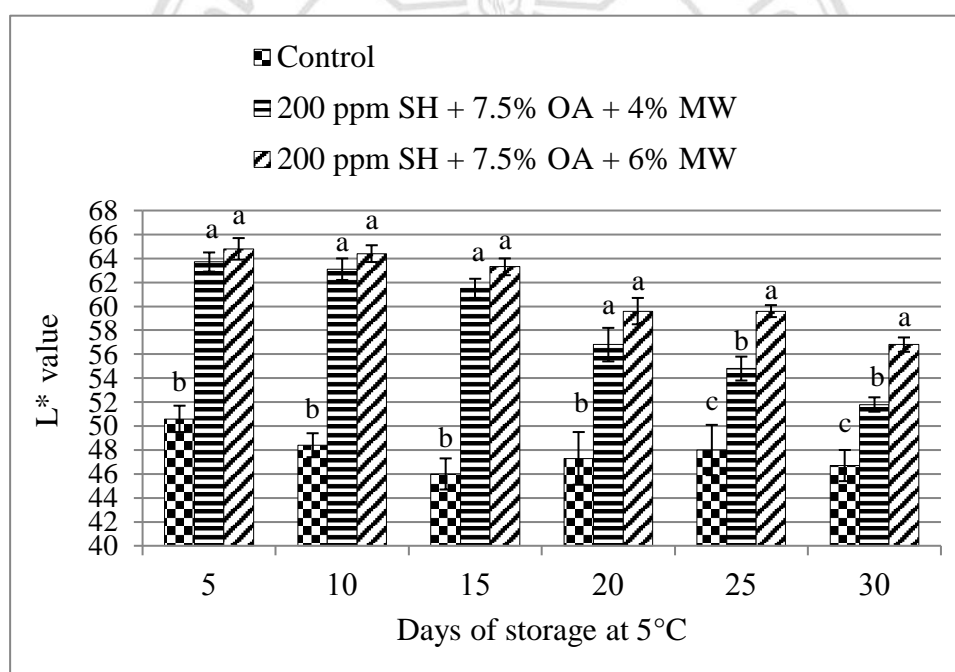 Control
200 ppm SH + 7.5% OA + 4% MW
200 ppm SH + 7.5% OA + 6% MW
L* value
68
66
64
62
60
58
56
54
52
50
48
46
44
42
40
b a a
b a a
b a a
b a a
c b a
c b a
5 10 15 20 25 30
Days of storage at 5°C